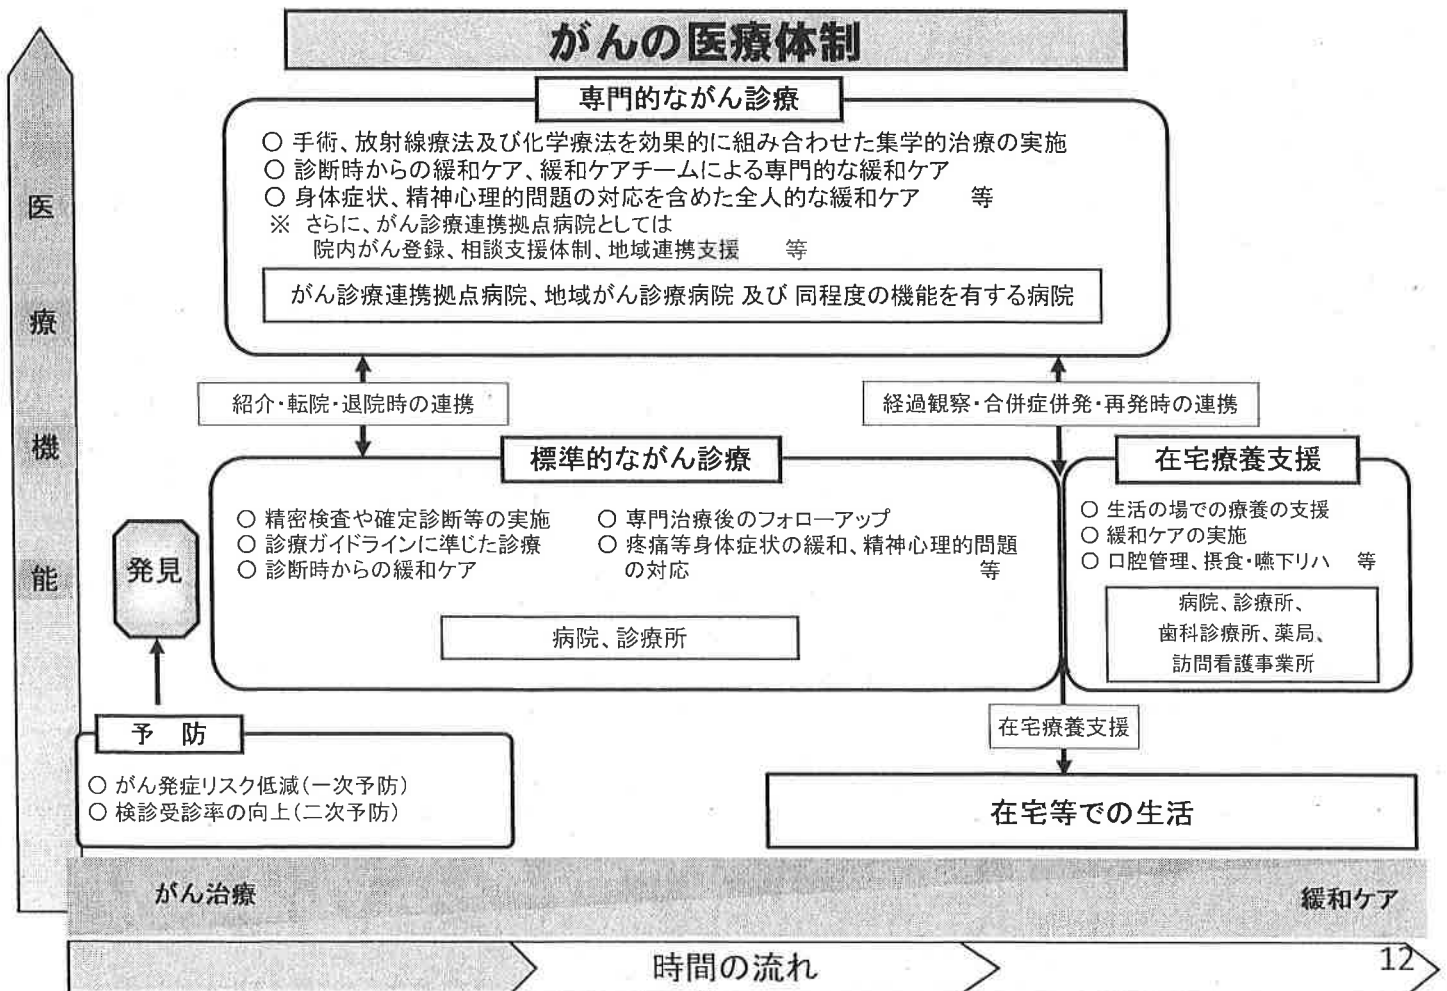 がんの医療体制
専門的ながん診療
○ 手術、放射線療法及び化学療法を効果的に組み合わせた集学的治療の実施
○ 診断時からの緩和ケア、緩和ケアチームによる専門的な緩和ケア
○ 身体症状、精神心理的問題の対応を含めた全人的な緩和ケア 等
※ さらに、がん診療連携拠点病院としては
院内がん登録、相談支援体制、地域連携支援 等
がん診療連携拠点病院、地域がん診療病院 及び 同程度の機能を有する病院
医療機能
紹介・転院・退院時の連携
経過観察・合併症併発・再発時の連携
標準的ながん診療
○ 精密検査や確定診断等の実施
○ 診療ガイドラインに準じた診療
○ 診断時からの緩和ケア
○ 専門治療後のフォローアップ
○ 疼痛等身体症状の緩和、精神心理的問題
の対応 等
病院、診療所
在宅療養支援
○ 生活の場での療養の支援
○ 緩和ケアの実施
○ 口腔管理、摂食・嚥下リハ 等
病院、診療所、
歯科診療所、薬局、
訪問看護事業所
発見
予 防
○ がん発症リスク低減(一次予防)
○ 検診受診率の向上(二次予防)
在宅療養支援
在宅等での生活
がん治療
緩和ケア
時間の流れ
12